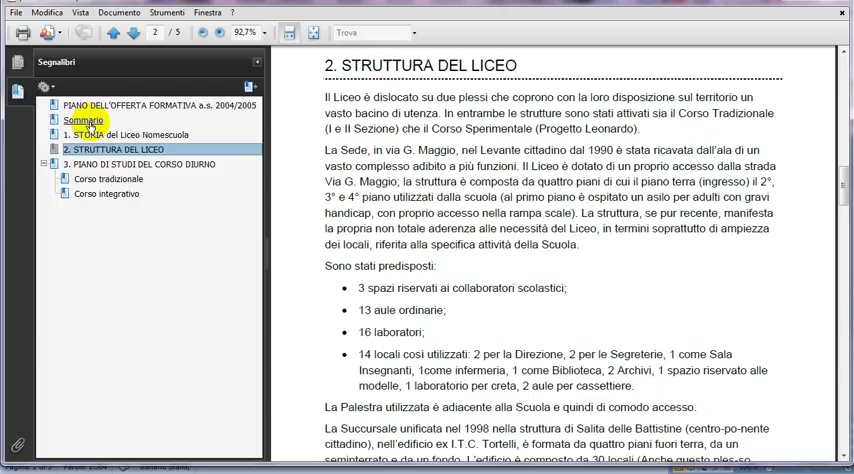 File Modifica Vista Documento Strumenti Finestra ?
2 / 5 92,7% Trova
Segnalibri
PIANO DELL'OFFERTA FORMATIVA a.s. 2004/2005
Sommario
1. STORIA del Liceo Nomescuola
2. STRUTTURA DEL LICEO
3. PIANO DI STUDI DEL CORSO DIURNO
Corso tradizionale
Corso integrativo
2. STRUTTURA DEL LICEO
Il Liceo è dislocato su due plessi che coprono con la loro disposizione sul territorio un
vasto bacino di utenza. In entrambe le strutture sono stati attivati sia il Corso Tradizionale
(I e II Sezione) che il Corso Sperimentale (Progetto Leonardo).
La Sede, in via G. Maggio, nel Levante cittadino dal 1990 è stata ricavata dall'ala di un
vasto complesso adibito a più funzioni. Il Liceo è dotato di un proprio accesso dalla strada
Via G. Maggio; la struttura è composta da quattro piani di cui il piano terra (ingresso) il 2°,
3° e 4° piano utilizzati dalla scuola (al primo piano è ospitato un asilo per adulti con gravi
handicap, con proprio accesso nella rampa scale). La struttura, se pur recente, manifesta
la propria non totale aderenza alle necessità del Liceo, in termini soprattutto di ampiezza
dei locali, riferita alla specifica attività della Scuola.
Sono stati predisposti:
• 3 spazi riservati ai collaboratori scolastici;
• 13 aule ordinarie;
• 16 laboratori;
• 14 locali così utilizzati: 2 per la Direzione, 2 per le Segreterie, 1 come Sala
Insegnanti, 1come infermeria, 1 come Biblioteca, 2 Archivi, 1 spazio riservato alle
modelle, 1 laboratorio per creta, 2 aule per cassettiere.
La Palestra utilizzata è adiacente alla Scuola e quindi di comodo accesso.
La Succursale unificata nel 1998 nella struttura di Salita delle Battistine (centro-po-nente
cittadino), nell'edificio ex I.T.C. Tortelli, è formata da quattro piani fuori terra, da un
seminterrato e da un fondo. L'edificio è composto da 30 locali (Anche questo ples-so